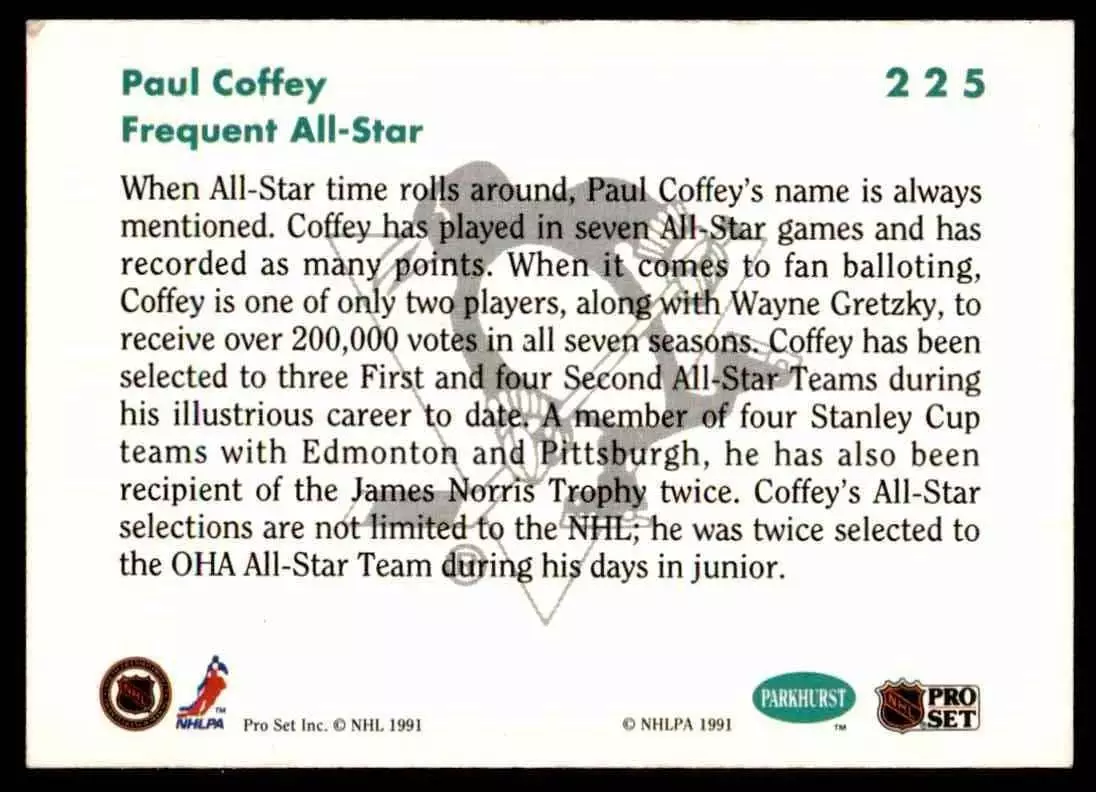 Paul Coffey 225
Frequent All-Star
When All-Star time rolls around, Paul Coffey's name is always
mentioned. Coffey has played in seven All-Star games and has
recorded as many points. When it comes to fan balloting,
Coffey is one of only two players, along with Wayne Gretzky, to
receive over 200,000 votes in all seven seasons. Coffey has been
selected to three First and four Second All-Star Teams during
his illustrious career to date. A member of four Stanley Cup
teams with Edmonton and Pittsburgh, he has also been
recipient of the James Norris Trophy twice. Coffey's All-Star
selections are not limited to the NHL; he was twice selected to
the OHA All-Star Team during his days in junior.
®
NHL
NHLPA ™
Pro Set Inc. © NHL 1991
© NHLPA 1991
PARKHURST ™
NHL PRO SET